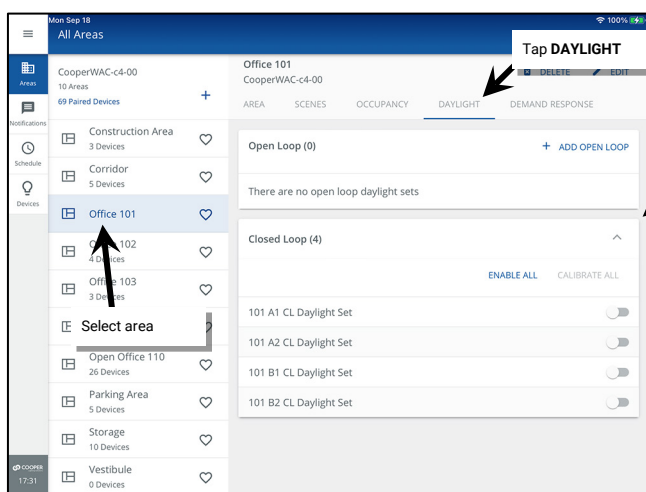 Mon Sep 18
100%
All Areas
Tap DAYLIGHT
Areas
Notifications
Schedule
Devices
COOPER
17:31
CooperWAC-c4-00
10 Areas
69 Paired Devices
+
Construction Area
3 Devices
Corridor
5 Devices
Office 101
Office 102
4 Devices
Office 103
3 Devices
Select area
Open Office 110
26 Devices
Parking Area
5 Devices
Storage
10 Devices
Vestibule
0 Devices
Office 101
CooperWAC-c4-00
DELETE EDIT
AREA SCENES OCCUPANCY DAYLIGHT DEMAND RESPONSE
Open Loop (0)
+ ADD OPEN LOOP
There are no open loop daylight sets
Closed Loop (4)
ENABLE ALL CALIBRATE ALL
101 A1 CL Daylight Set
101 A2 CL Daylight Set
101 B1 CL Daylight Set
101 B2 CL Daylight Set